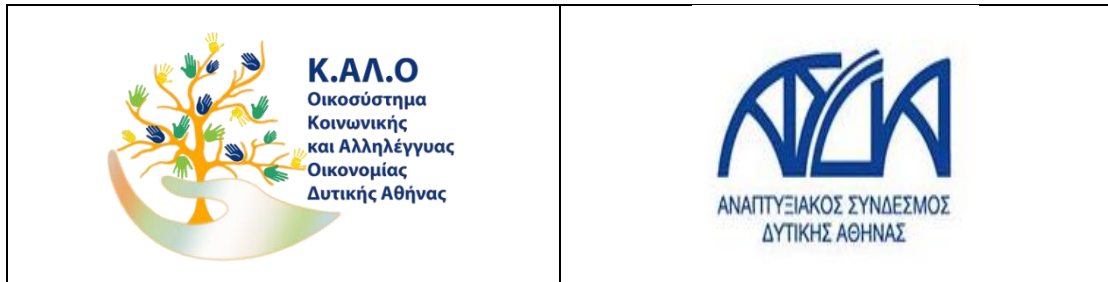 Κ.ΑΛ.Ο
Οικοσύστημα
Κοινωνικής
και Αλληλέγγυας
Οικονομίας
Δυτικής Αθήνας
ΑΣΔΑ
ΑΝΑΠΤΥΞΙΑΚΟΣ ΣΥΝΔΕΣΜΟΣ
ΔΥΤΙΚΗΣ ΑΘΗΝΑΣ